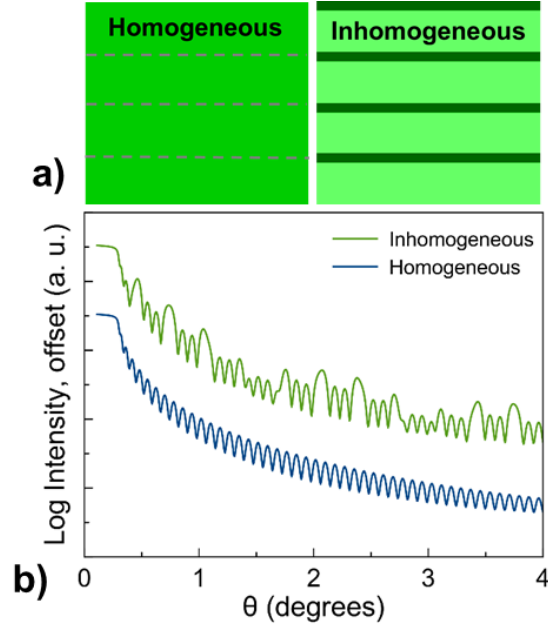 Homogeneous
Inhomogeneous
a)
Inhomogeneous
Homogeneous
Log Intensity, offset (a. u.)
b)
0
1
2
3
4
θ (degrees)